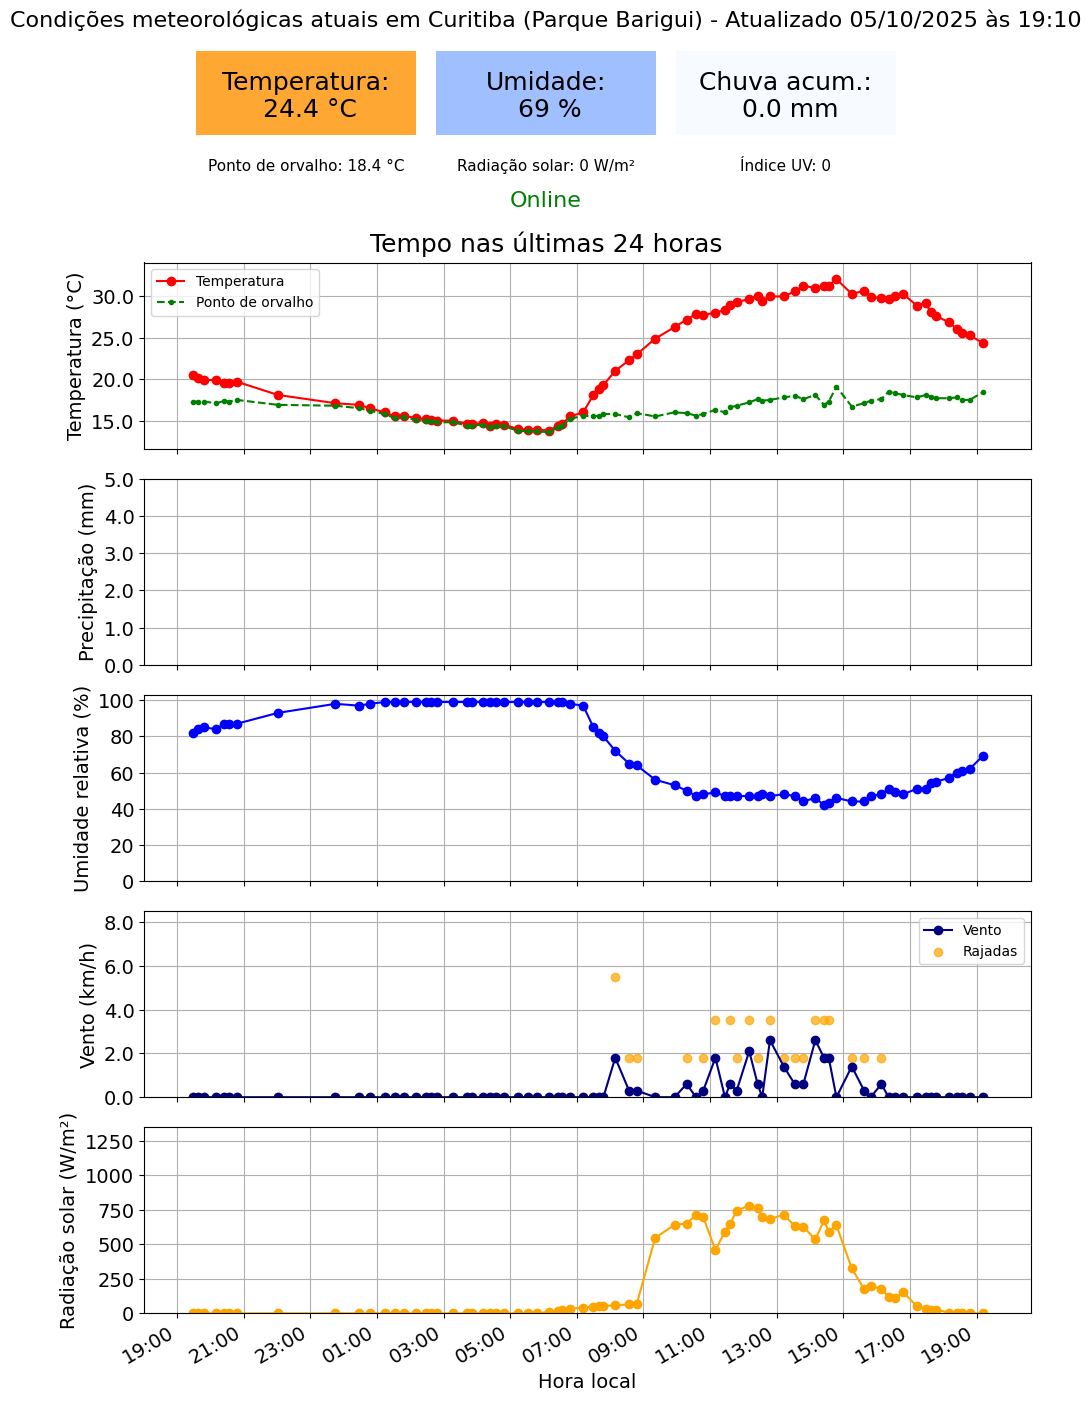 Condições meteorológicas atuais em Curitiba (Parque Barigui) - Atualizado 05/10/2025 às 19:10
Temperatura:
24.4 °C
Umidade:
69 %
Chuva acum.:
0.0 mm
Ponto de orvalho: 18.4 °C
Radiação solar: 0 W/m²
Índice UV: 0
Online
Tempo nas últimas 24 horas
Temperatura (°C)
30.0
25.0
20.0
15.0
Temperatura
Ponto de orvalho
Precipitação (mm)
5.0
4.0
3.0
2.0
1.0
0.0
Umidade relativa (%)
100
80
60
40
20
0
Vento (km/h)
8.0
6.0
4.0
2.0
0.0
Vento
Rajadas
Radiação solar (W/m²)
1250
1000
750
500
250
0
19:00
21:00
23:00
01:00
03:00
05:00
07:00
09:00
11:00
13:00
15:00
17:00
19:00
Hora local